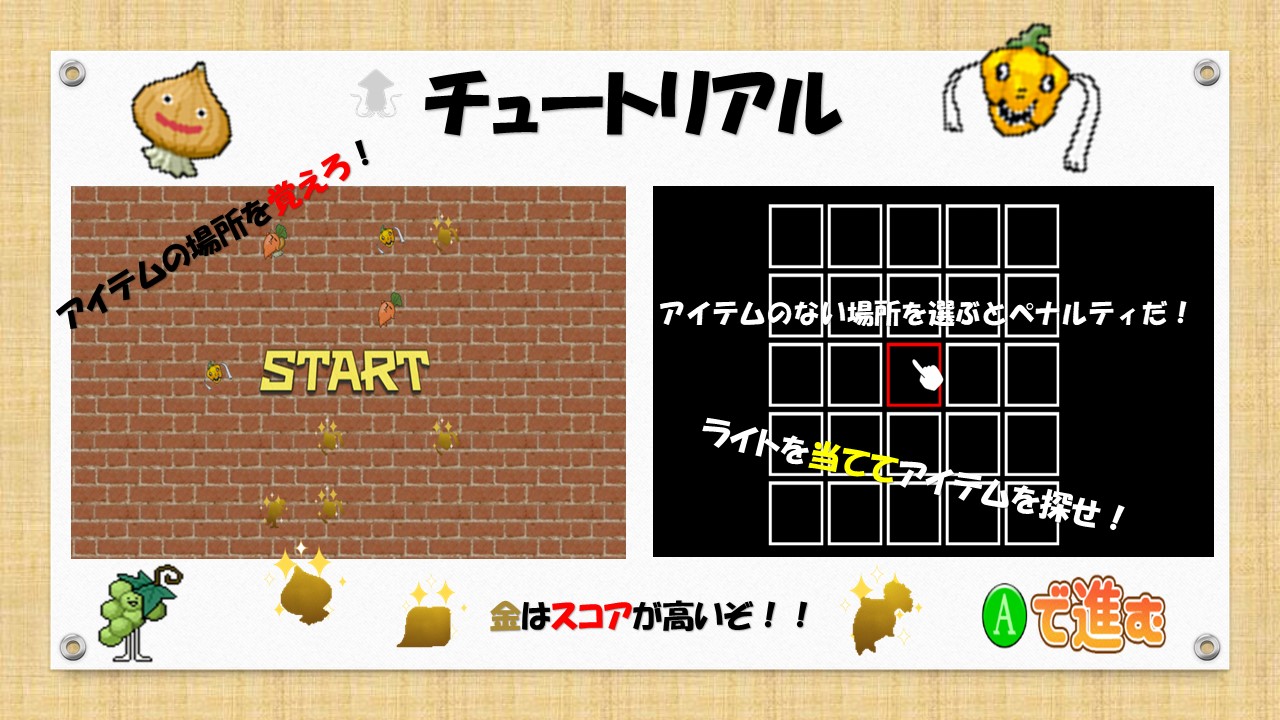 チュートリアル
アイテムの場所を覚えろ！
START
アイテムのない場所を選ぶとペナルティだ！
ライトを当ててアイテムを探せ！
金はスコアが高いぞ！！
Aで進む